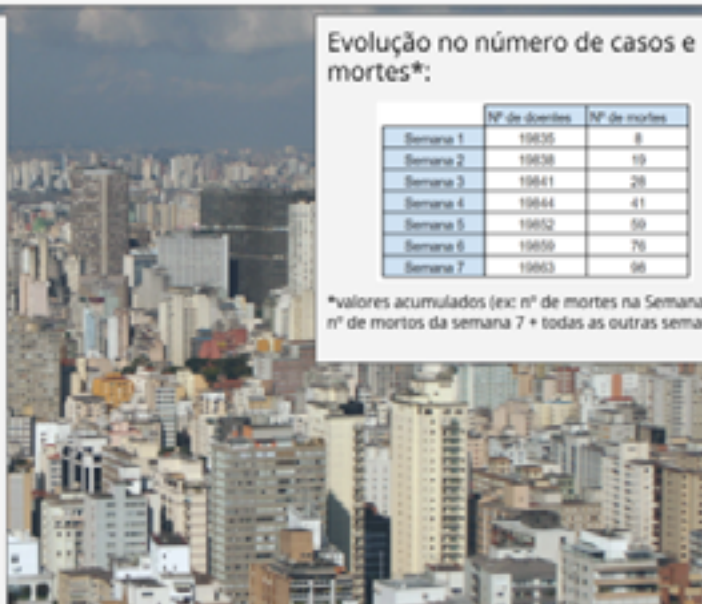 Evolução no número de casos e
mortes*:
Nº de doentes Nº de mortes
Semana 1 19835 8
Semana 2 19838 19
Semana 3 19841 28
Semana 4 19844 41
Semana 5 19852 59
Semana 6 19859 76
Semana 7 19863 98
*valores acumulados (ex: nº de mortes na Semana
nº de mortos da semana 7 + todas as outras sema